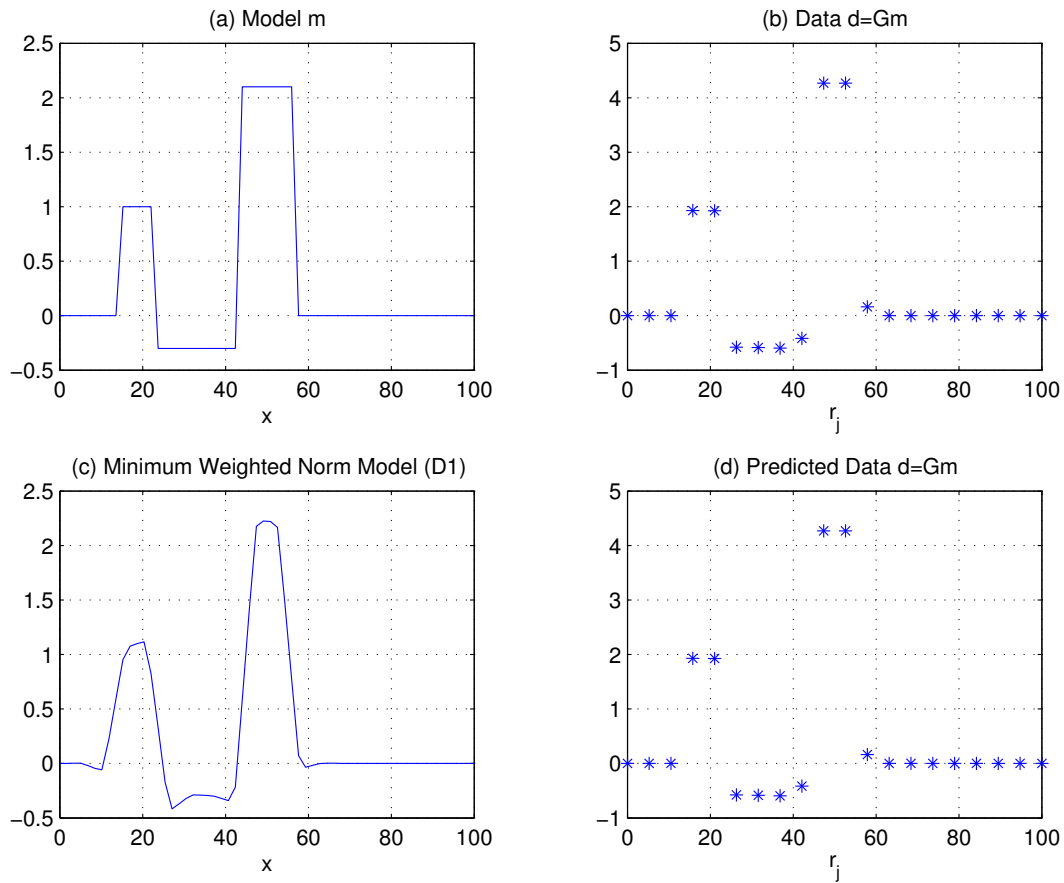 (a) Model m
2.5
2
1.5
1
0.5
0
−0.5
0 20 40 60 80 100
x
(b) Data d=Gm
5
4
3
2
1
0
−1
0 20 40 60 80 100
r_j
(c) Minimum Weighted Norm Model (D1)
2.5
2
1.5
1
0.5
0
−0.5
0 20 40 60 80 100
x
(d) Predicted Data d=Gm
5
4
3
2
1
0
−1
0 20 40 60 80 100
r_j